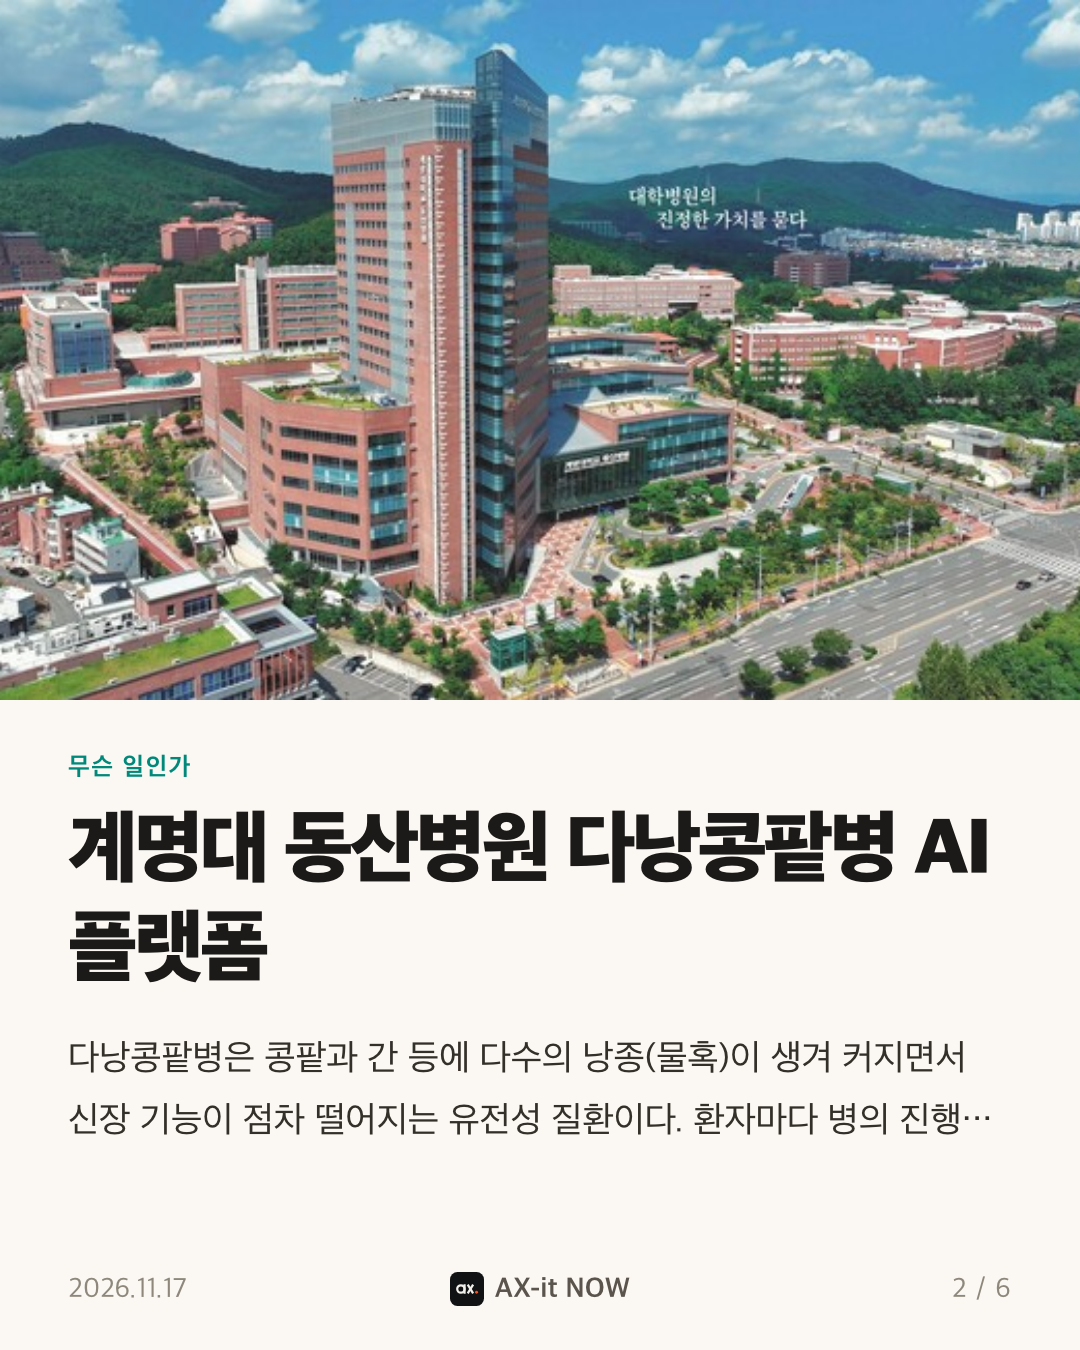 대학병원의
진정한 가치를 묻다
무슨 일인가
계명대 동산병원 다낭콩팥병 AI
플랫폼
다낭콩팥병은 콩팥과 간 등에 다수의 낭종(물혹)이 생겨 커지면서
신장 기능이 점차 떨어지는 유전성 질환이다. 환자마다 병의 진행…
2026.11.17
ax. AX-it NOW
2 / 6